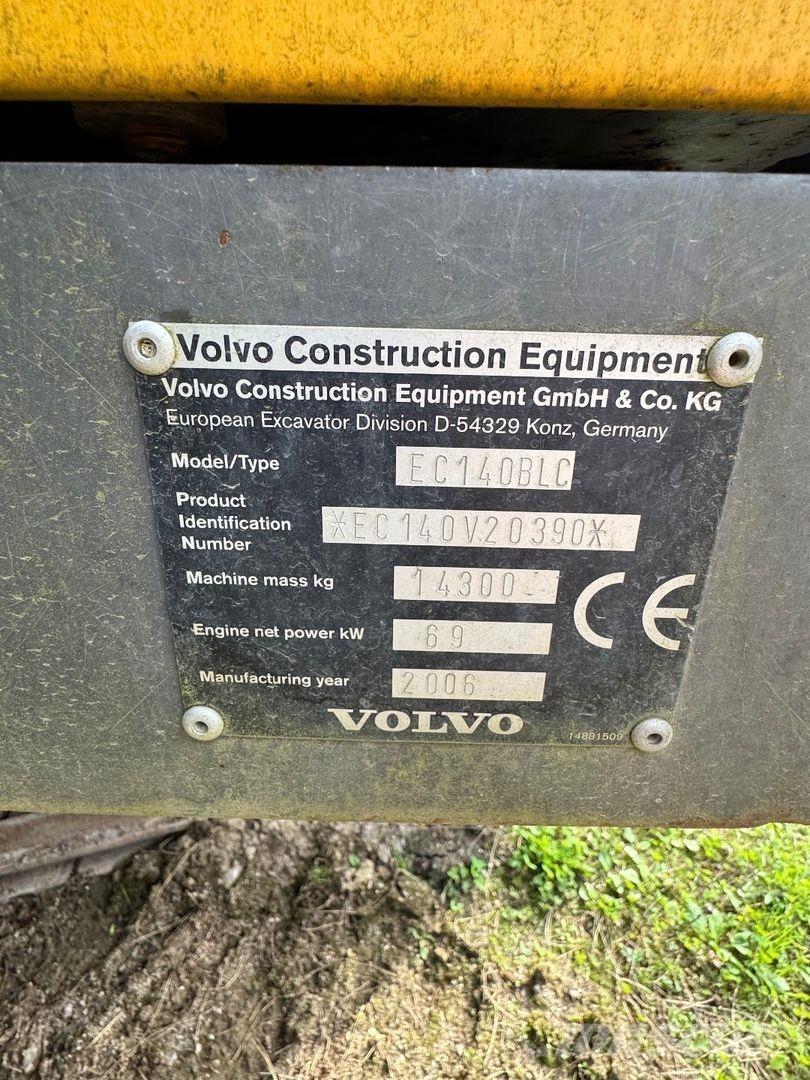 Volvo Construction Equipment
Volvo Construction Equipment GmbH & Co. KG
European Excavator Division D-54329 Konz, Germany
Model/Type EC140BLC
Product
Identification *EC140V20390*
Number
Machine mass kg 14300
CE
Engine net power kW 69
Manufacturing year 2006
VOLVO
14881509